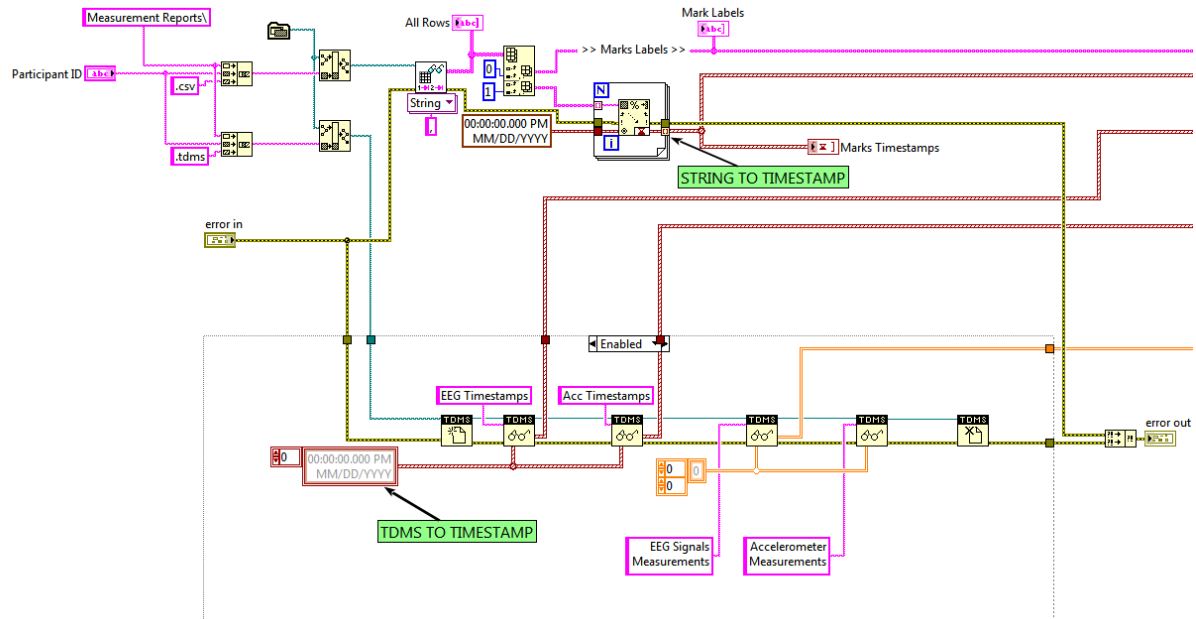 Measurement Reports\
Participant ID
abc
.csv
.tdms
All Rows
abc
0
1
>> Marks Labels >>
Mark Labels
abc
String
,
N
i
00:00:00.000 PM
MM/DD/YYYY
Marks Timestamps
STRING TO TIMESTAMP
error in
Enabled
EEG Timestamps
Acc Timestamps
TDMS
TDMS
TDMS
TDMS
TDMS
TDMS
error out
0
00:00:00.000 PM
MM/DD/YYYY
0
0
0
TDMS TO TIMESTAMP
EEG Signals
Measurements
Accelerometer
Measurements